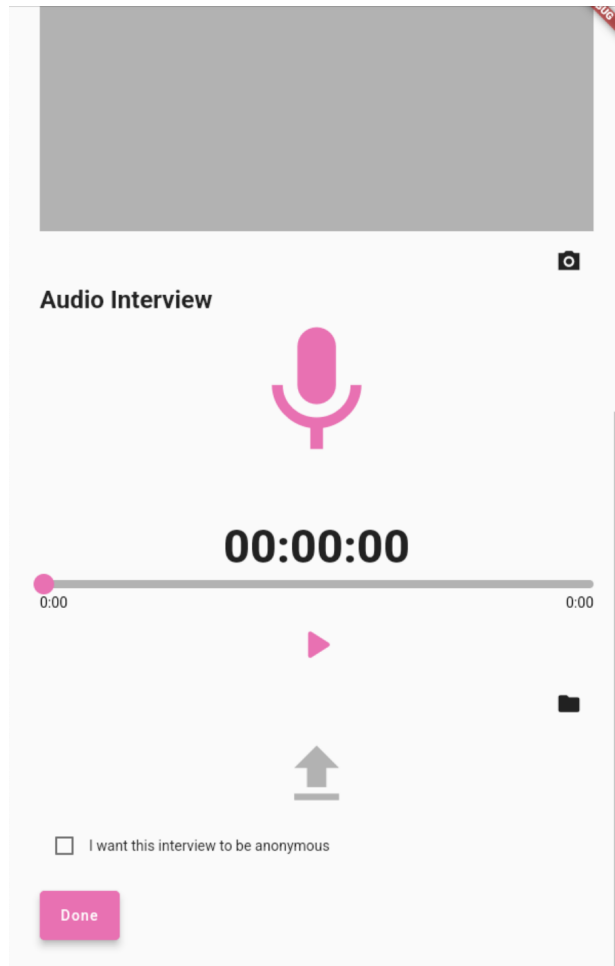 Audio Interview
00:00:00
0:00
0:00
I want this interview to be anonymous
Done